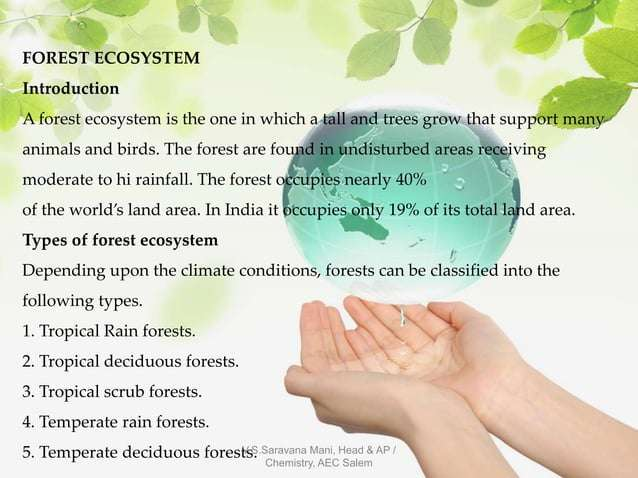 FOREST ECOSYSTEM
Introduction
A forest ecosystem is the one in which a tall and trees grow that support many
animals and birds. The forest are found in undisturbed areas receiving
moderate to hi rainfall. The forest occupies nearly 40%
of the world’s land area. In India it occupies only 19% of its total land area.
Types of forest ecosystem
Depending upon the climate conditions, forests can be classified into the
following types.
1. Tropical Rain forests.
2. Tropical deciduous forests.
3. Tropical scrub forests.
4. Temperate rain forests.
5. Temperate deciduous forests.
S.Saravana Mani, Head & AP /
Chemistry, AEC Salem